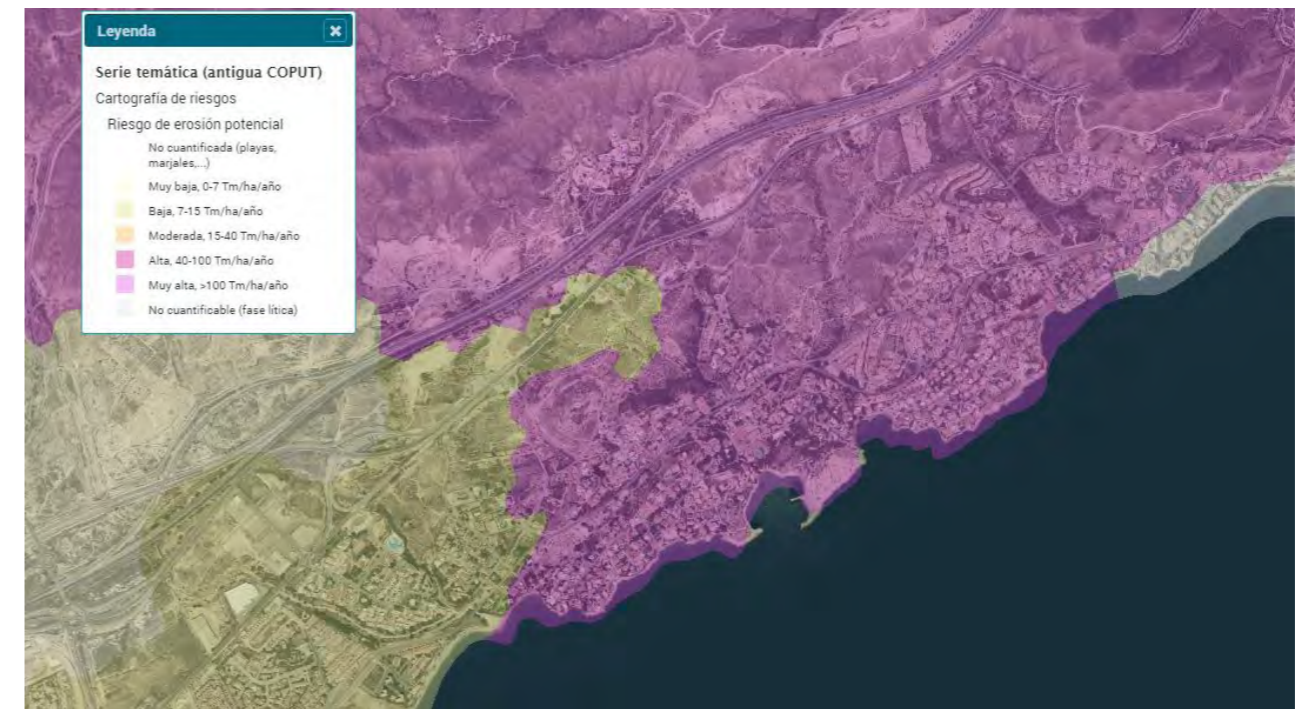 Leyenda
Serie temática (antigua COPUT)
Cartografía de riesgos
Riesgo de erosión potencial
No cuantificada (playas,
marjales,...)
Muy baja, 0-7 Tm/ha/año
Baja, 7-15 Tm/ha/año
Moderada, 15-40 Tm/ha/año
Alta, 40-100 Tm/ha/año
Muy alta, >100 Tm/ha/año
No cuantificable (fase lítica)